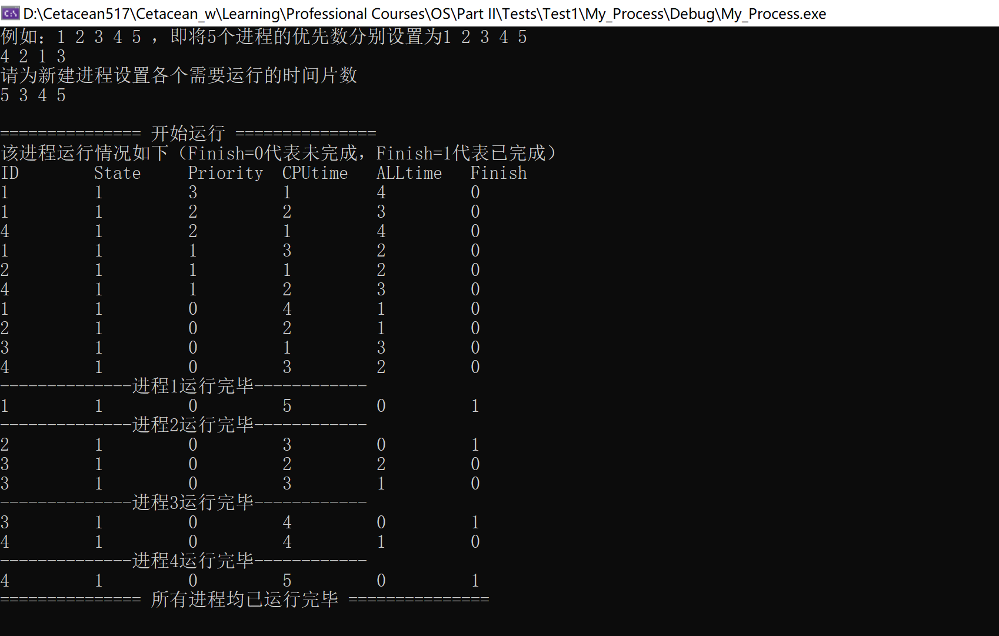 D:\Cetacean517\Cetacean_w\Learning\Professional Courses\OS\Part II\Tests\Test1\My_Process\Debug\My_Process.exe
例如：1 2 3 4 5 ，即将5个进程的优先数分别设置为1 2 3 4 5
4 2 1 3
请为新建进程设置各个需要运行的时间片数
5 3 4 5
=============== 开始运行 ===============
该进程运行情况如下（Finish=0代表未完成，Finish=1代表已完成）
ID State Priority CPUtime ALLtime Finish
1 1 3 1 4 0
1 1 2 2 3 0
4 1 2 1 4 0
1 1 1 3 2 0
2 1 1 1 2 0
4 1 1 2 3 0
1 1 0 4 1 0
2 1 0 2 1 0
3 1 0 1 3 0
4 1 0 3 2 0
--------------进程1运行完毕------------
1 1 0 5 0 1
--------------进程2运行完毕------------
2 1 0 3 0 1
3 1 0 2 2 0
3 1 0 3 1 0
--------------进程3运行完毕------------
3 1 0 4 0 1
4 1 0 4 1 0
--------------进程4运行完毕------------
4 1 0 5 0 1
=============== 所有进程均已运行完毕 ===============